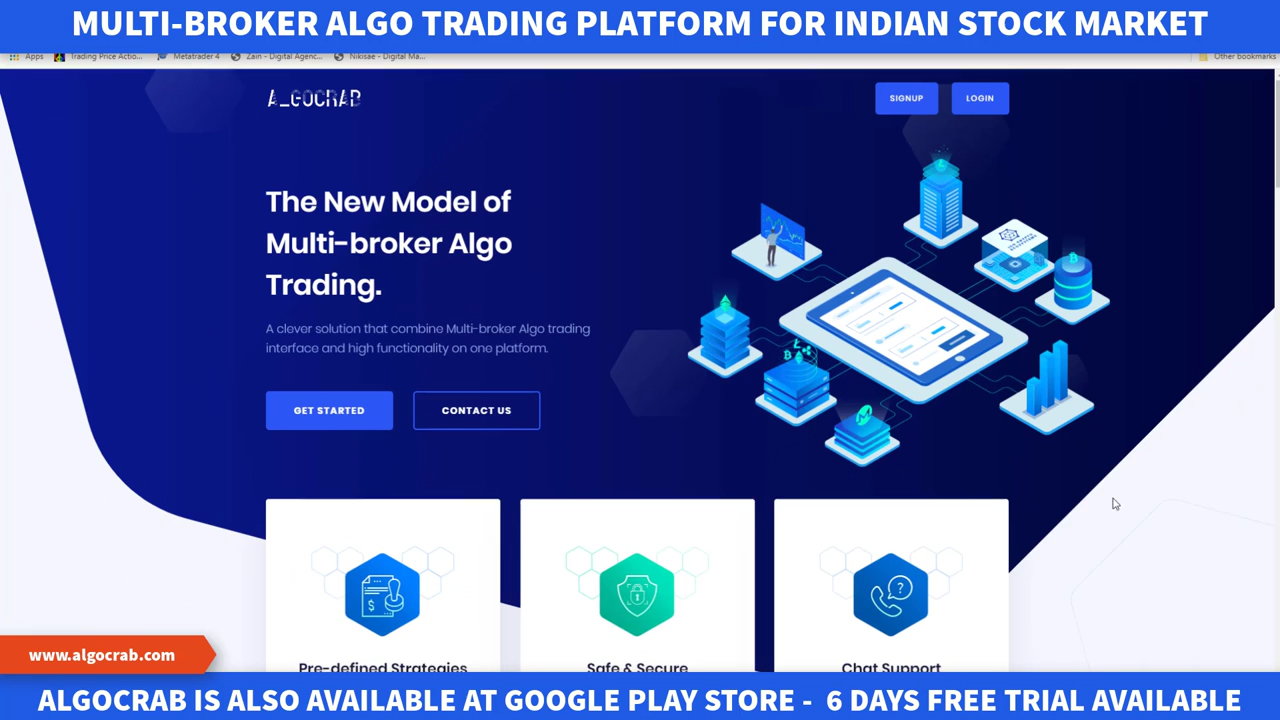 MULTI-BROKER ALGO TRADING PLATFORM FOR INDIAN STOCK MARKET
Apps Trading Price Actio... Metatrader 4 Zain - Digital Agenc... Nikisae - Digital Ma... Other bookmarks
ALGOCRAB SIGNUP LOGIN
The New Model of
Multi-broker Algo
Trading.
A clever solution that combine Multi-broker Algo trading
interface and high functionality on one platform.
GET STARTED CONTACT US
Pre-defined Strategies Safe & Secure Chat Support
www.algocrab.com
ALGOCRAB IS ALSO AVAILABLE AT GOOGLE PLAY STORE - 6 DAYS FREE TRIAL AVAILABLE